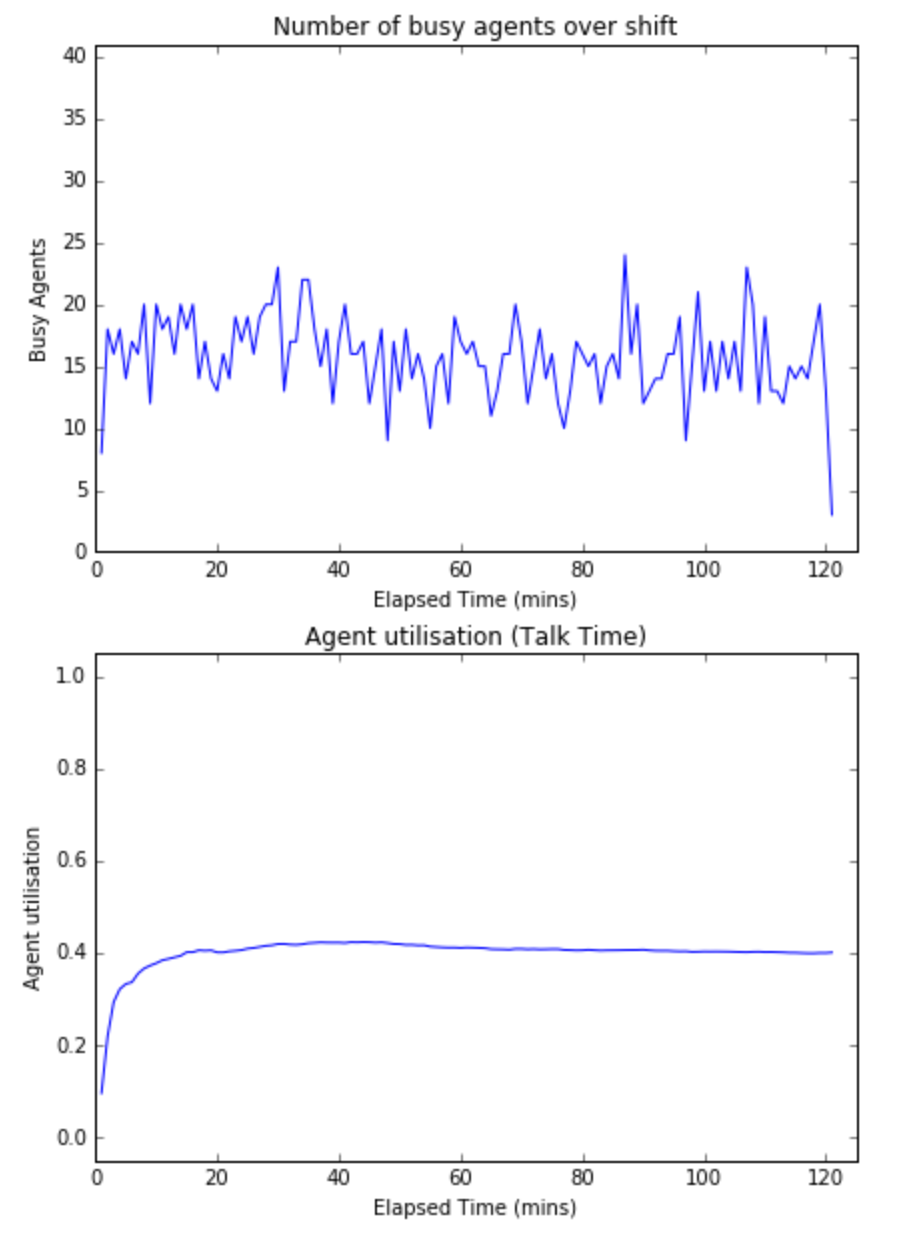 Number of busy agents over shift
40
35
30
25
20
15
10
5
0
Busy Agents
0 20 40 60 80 100 120
Elapsed Time (mins)
Agent utilisation (Talk Time)
1.0
0.8
0.6
0.4
0.2
0.0
Agent utilisation
0 20 40 60 80 100 120
Elapsed Time (mins)